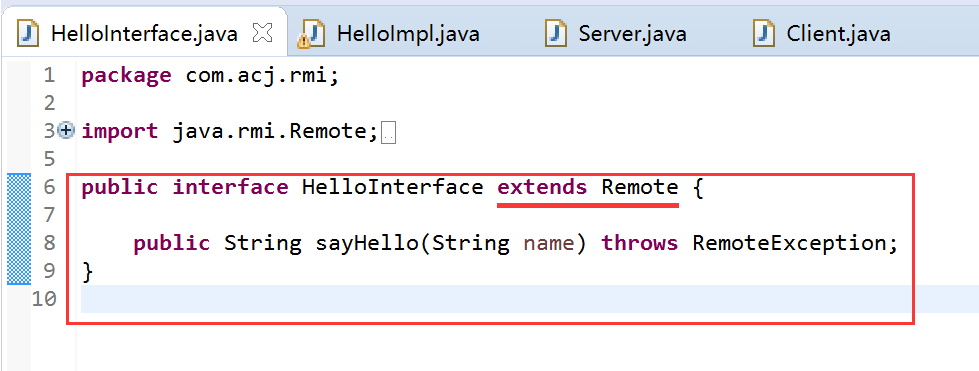 HelloInterface.java HelloImpl.java Server.java Client.java
1 package com.acj.rmi;
2
3 import java.rmi.Remote;
5
6 public interface HelloInterface extends Remote {
7
8 public String sayHello(String name) throws RemoteException;
9 }
10